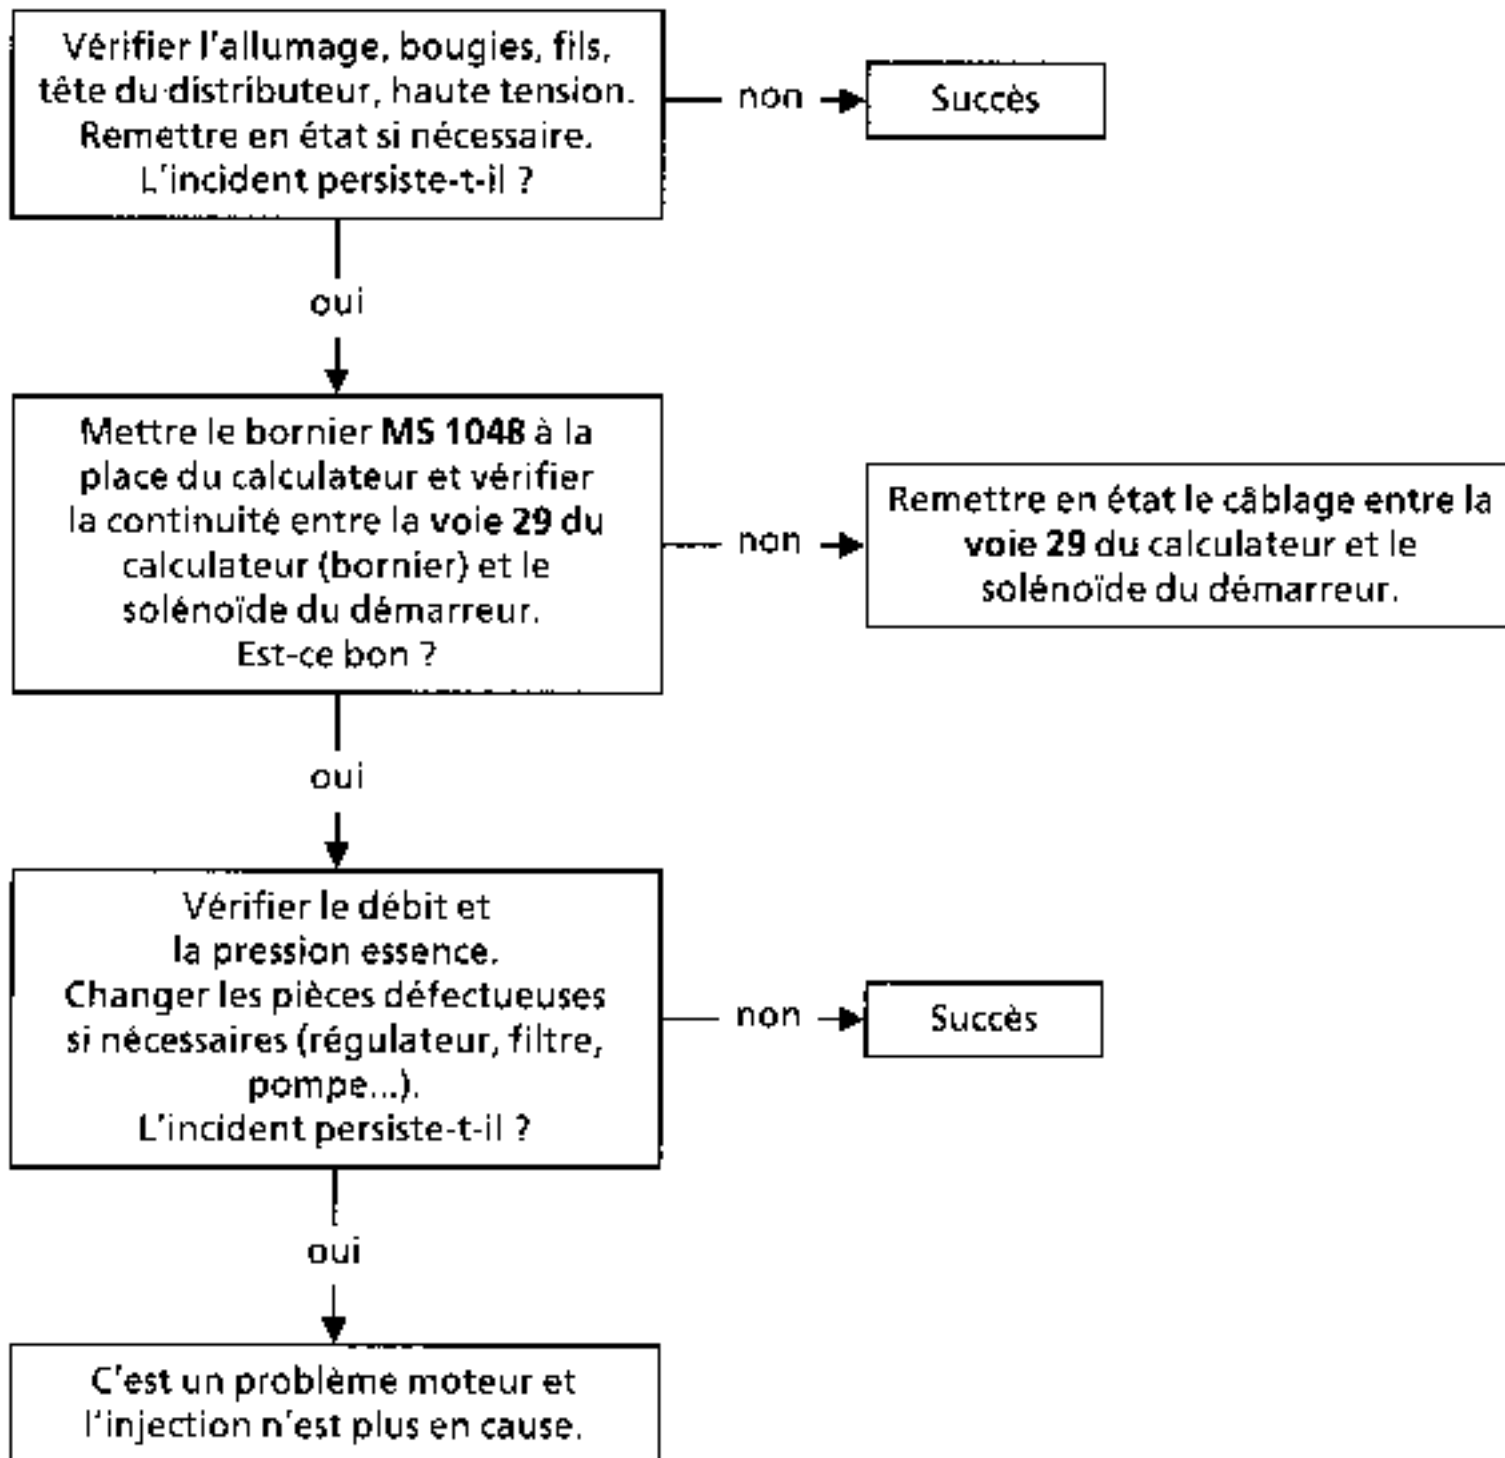 Vérifier l'allumage, bougies, fils,
tête du distributeur, haute tension.
Remettre en état si nécessaire.
L'incident persiste-t-il ?
non
Succès
oui
Mettre le bornier MS 1048 à la
place du calculateur et vérifier
la continuité entre la voie 29 du
calculateur (bornier) et le
solénoïde du démarreur.
Est-ce bon ?
non
Remettre en état le câblage entre la
voie 29 du calculateur et le
solénoïde du démarreur.
oui
Vérifier le débit et
la pression essence.
Changer les pièces défectueuses
si nécessaires (régulateur, filtre,
pompe...).
L'incident persiste-t-il ?
non
Succès
oui
C'est un problème moteur et
l'injection n'est plus en cause.